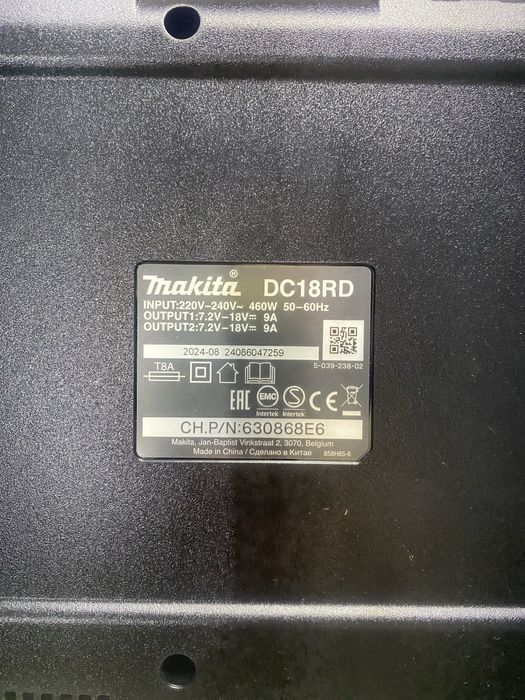 makita® DC18RD
INPUT:220V–240V~ 460W 50–60Hz
OUTPUT1:7.2V–18V⎓ 9A
OUTPUT2:7.2V–18V⎓ 9A
2024-08 24086047259
5-039-238-02
T8A
EAC EMC S CE
Intertek Intertek
CH.P/N:630868E6
Makita, Jan-Baptist Vinkstraat 2, 3070, Belgium
Made in China / Сделано в Китае 858H85-6